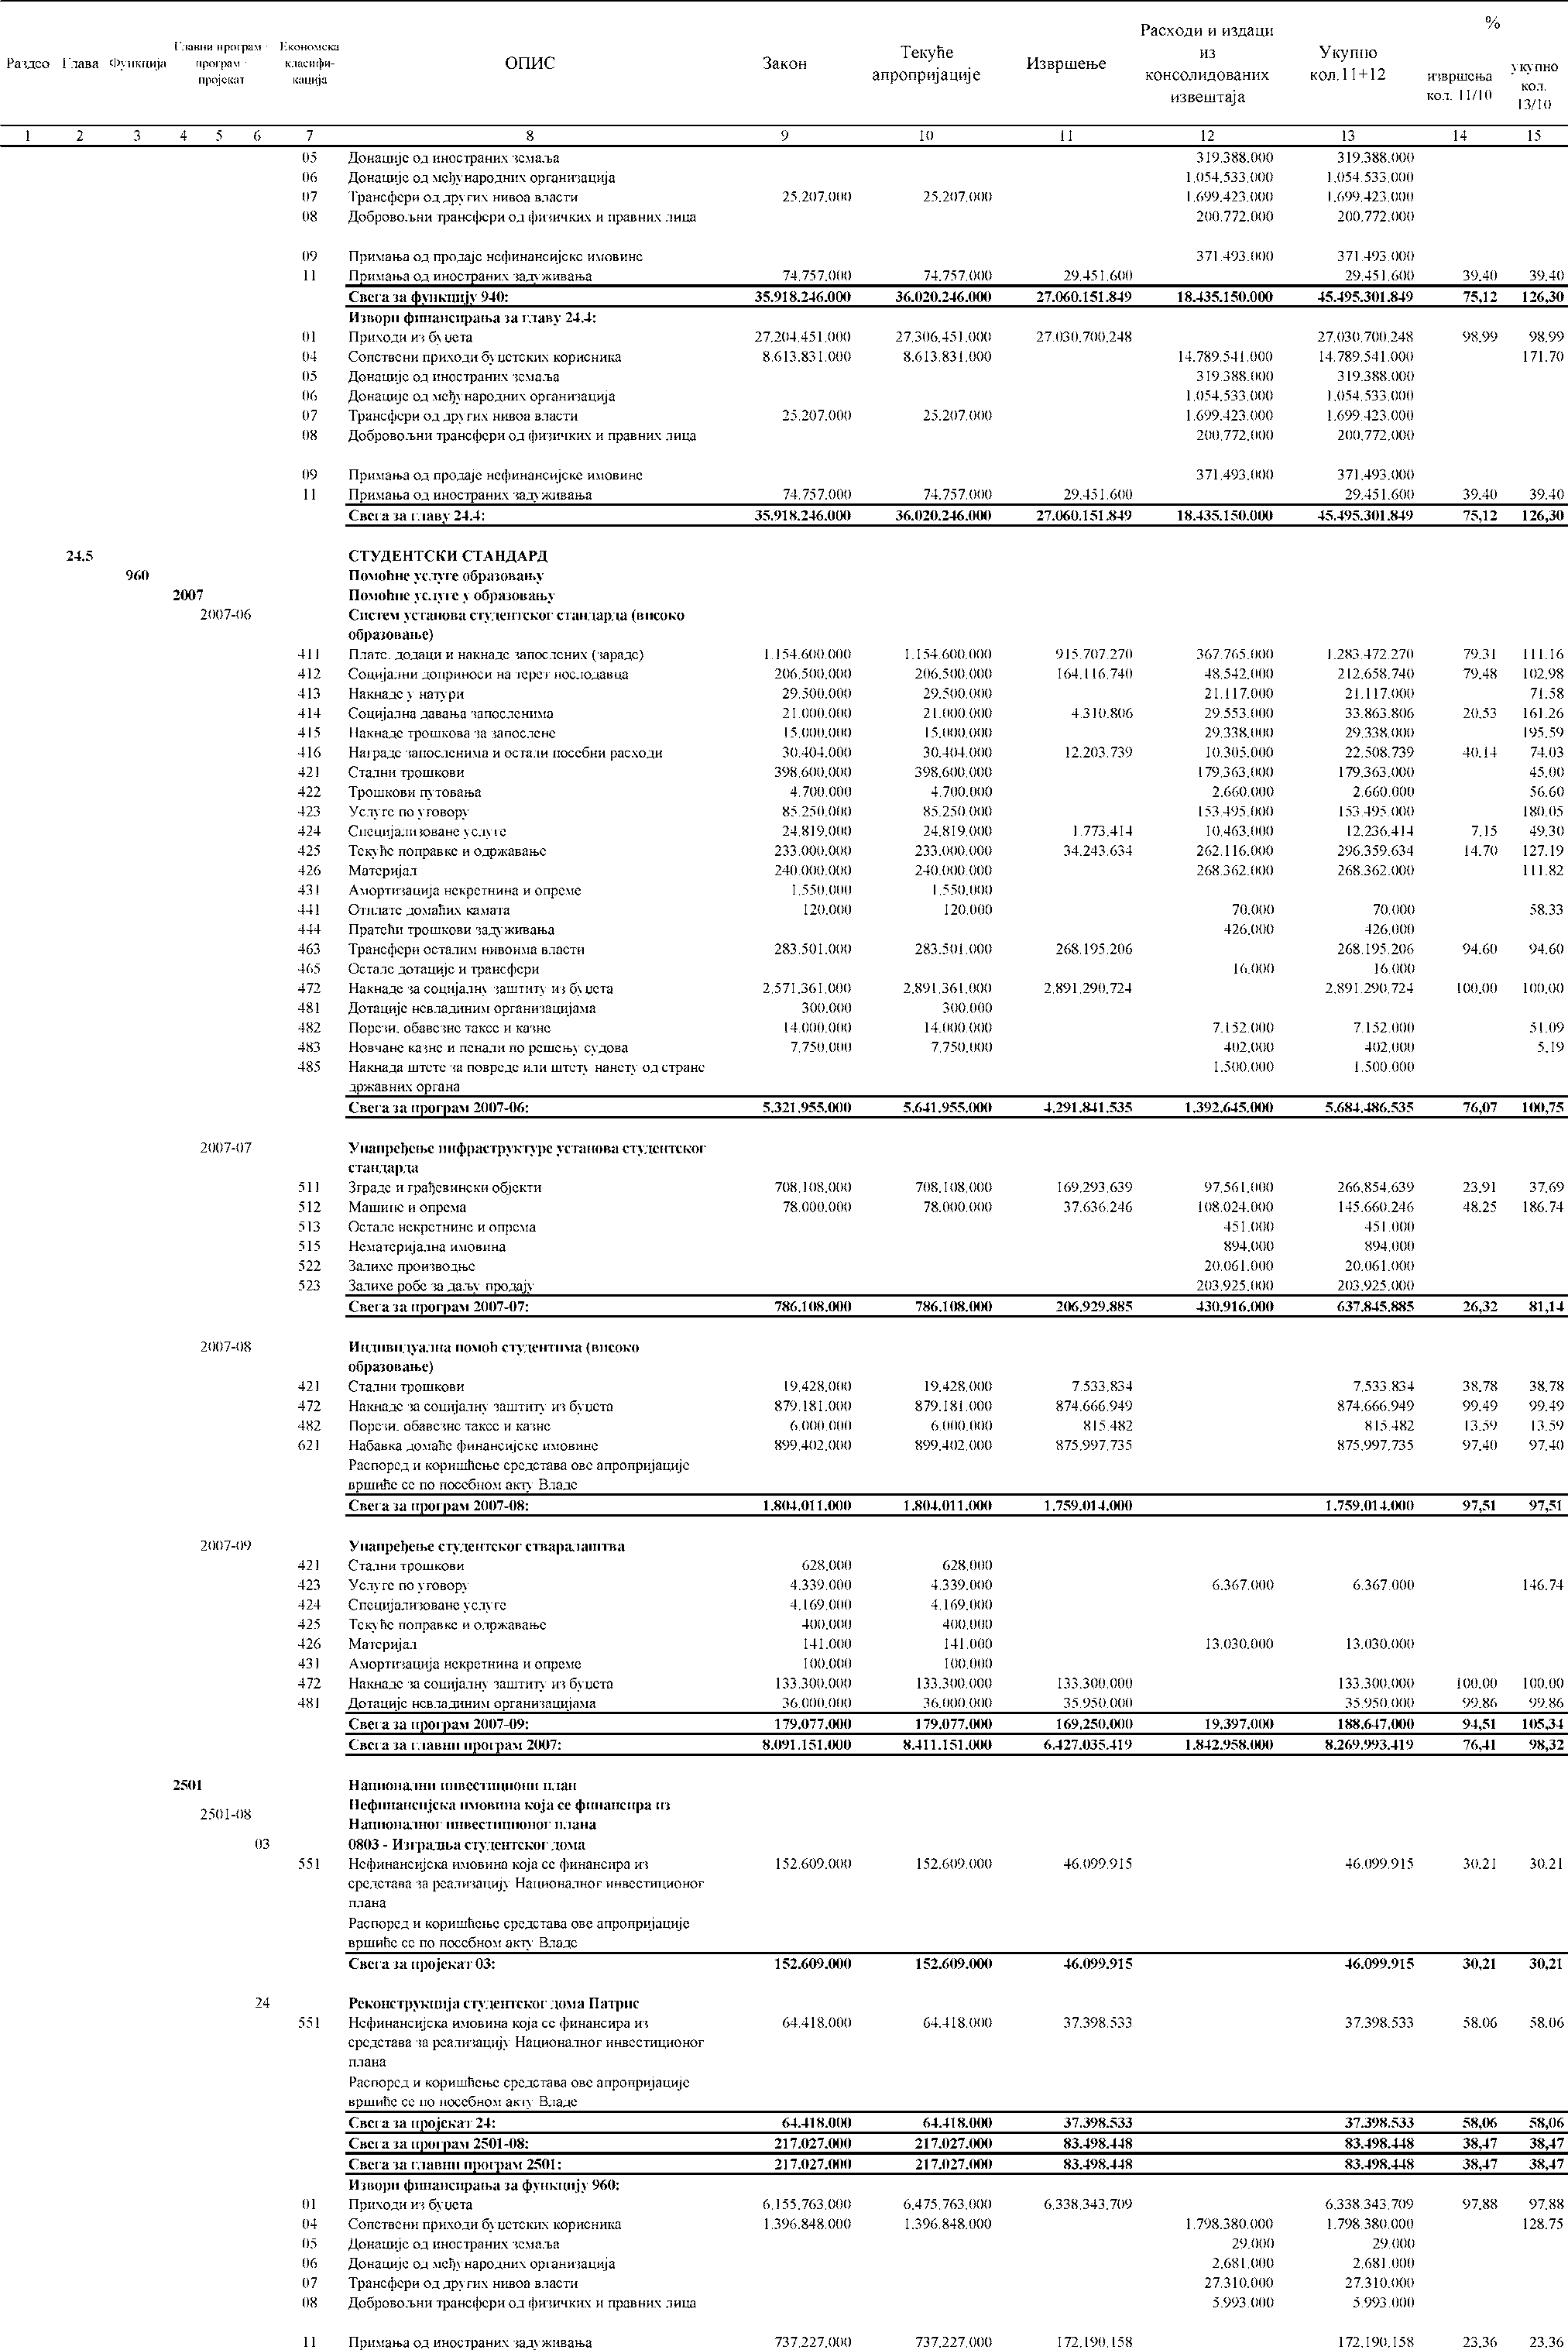 Раздео Глава Функција Главни програм - програм - пројекат Економска класифи- кација ОПИС Закон Текуће апропријације Извршење Расходи и издаци из консолидованих извештаја Укупно кол.11+12 % извршења кол. 11/10 укупно кол. 13/10
1 2 3 4 5 6 7 8 9 10 11 12 13 14 15
05 Донације од иностраних земаља 319.388.000 319.388.000
06 Донације од међународних организација 1.054.533.000 1.054.533.000
07 Трансфери од других нивоа власти 25.207.000 25.207.000 1.699.423.000 1.699.423.000
08 Добровољни трансфери од физичких и правних лица 200.772.000 200.772.000
09 Примања од продаје нефинансијске имовине 371.493.000 371.493.000
11 Примања од иностраних задуживања 74.757.000 74.757.000 29.451.600 29.451.600 39,40 39,40
Свега за функцију 940: 35.918.246.000 36.020.246.000 27.060.151.849 18.435.150.000 45.495.301.849 75,12 126,30
Извори финансирања за главу 24.4:
01 Приходи из буџета 27.204.451.000 27.306.451.000 27.030.700.248 27.030.700.248 98,99 98,99
04 Сопствени приходи буџетских корисника 8.613.831.000 8.613.831.000 14.789.541.000 14.789.541.000 171,70
05 Донације од иностраних земаља 319.388.000 319.388.000
06 Донације од међународних организација 1.054.533.000 1.054.533.000
07 Трансфери од других нивоа власти 25.207.000 25.207.000 1.699.423.000 1.699.423.000
08 Добровољни трансфери од физичких и правних лица 200.772.000 200.772.000
09 Примања од продаје нефинансијске имовине 371.493.000 371.493.000
11 Примања од иностраних задуживања 74.757.000 74.757.000 29.451.600 29.451.600 39,40 39,40
Свега за главу 24.4: 35.918.246.000 36.020.246.000 27.060.151.849 18.435.150.000 45.495.301.849 75,12 126,30
24.5 СТУДЕНТСКИ СТАНДАРД
960 Помоћне услуге образовању
2007 Помоћне услуге у образовању
2007-06 Систем установа студентског стандарда (високо
образовање)
411 Плате, додаци и накнаде запослених (зараде) 1.154.600.000 1.154.600.000 915.707.270 367.765.000 1.283.472.270 79,31 111,16
412 Социјални доприноси на терет послодавца 206.500.000 206.500.000 164.116.740 48.542.000 212.658.740 79,48 102,98
413 Накнаде у натури 29.500.000 29.500.000 21.117.000 21.117.000 71,58
414 Социјална давања запосленима 21.000.000 21.000.000 4.310.806 29.553.000 33.863.806 20,53 161,26
415 Накнаде трошкова за запослене 15.000.000 15.000.000 29.338.000 29.338.000 195,59
416 Награде запосленима и остали посебни расходи 30.404.000 30.404.000 12.203.739 10.305.000 22.508.739 40,14 74,03
421 Стални трошкови 398.600.000 398.600.000 179.363.000 179.363.000 45,00
422 Трошкови путовања 4.700.000 4.700.000 2.660.000 2.660.000 56,60
423 Услуге по уговору 85.250.000 85.250.000 153.495.000 153.495.000 180,05
424 Специјализоване услуге 24.819.000 24.819.000 1.773.414 10.463.000 12.236.414 7,15 49,30
425 Текуће поправке и одржавање 233.000.000 233.000.000 34.243.634 262.116.000 296.359.634 14,70 127,19
426 Материјал 240.000.000 240.000.000 268.362.000 268.362.000 111,82
431 Амортизација некретнина и опреме 1.550.000 1.550.000
441 Отплате домаћих камата 120.000 120.000 70.000 70.000 58,33
444 Пратећи трошкови задуживања 426.000 426.000
463 Трансфери осталим нивоима власти 283.501.000 283.501.000 268.195.206 268.195.206 94,60 94,60
465 Остале дотације и трансфери 16.000 16.000
472 Накнаде за социјалну заштиту из буџета 2.571.361.000 2.891.361.000 2.891.290.724 2.891.290.724 100,00 100,00
481 Дотације невладиним организацијама 300.000 300.000
482 Порези, обавезне таксе и казне 14.000.000 14.000.000 7.152.000 7.152.000 51,09
483 Новчане казне и пенали по решењу судова 7.750.000 7.750.000 402.000 402.000 5,19
485 Накнада штете за повреде или штету нанету од стране 1.500.000 1.500.000
државних органа
Свега за програм 2007-06: 5.321.955.000 5.641.955.000 4.291.841.535 1.392.645.000 5.684.486.535 76,07 100,75
2007-07 Унапређење инфраструктуре установа студентског
стандарда
511 Зграде и грађевински објекти 708.108.000 708.108.000 169.293.639 97.561.000 266.854.639 23,91 37,69
512 Машине и опрема 78.000.000 78.000.000 37.636.246 108.024.000 145.660.246 48,25 186,74
513 Остале некретнине и опрема 451.000 451.000
515 Нематеријална имовина 894.000 894.000
522 Залихе производње 20.061.000 20.061.000
523 Залихе робе за даљу продају 203.925.000 203.925.000
Свега за програм 2007-07: 786.108.000 786.108.000 206.929.885 430.916.000 637.845.885 26,32 81,14
2007-08 Индивидуална помоћ студентима (високо
образовање)
421 Стални трошкови 19.428.000 19.428.000 7.533.834 7.533.834 38,78 38,78
472 Накнаде за социјалну заштиту из буџета 879.181.000 879.181.000 874.666.949 874.666.949 99,49 99,49
482 Порези, обавезне таксе и казне 6.000.000 6.000.000 815.482 815.482 13,59 13,59
621 Набавка домаће финансијске имовине 899.402.000 899.402.000 875.997.735 875.997.735 97,40 97,40
Распоред и коришћење средстава ове апропријације
вршиће се по посебном акту Владе
Свега за програм 2007-08: 1.804.011.000 1.804.011.000 1.759.014.000 1.759.014.000 97,51 97,51
2007-09 Унапређење студентског стваралаштва
421 Стални трошкови 628.000 628.000
423 Услуге по уговору 4.339.000 4.339.000 6.367.000 6.367.000 146,74
424 Специјализоване услуге 4.169.000 4.169.000
425 Текуће поправке и одржавање 400.000 400.000
426 Материјал 141.000 141.000 13.030.000 13.030.000
431 Амортизација некретнина и опреме 100.000 100.000
472 Накнаде за социјалну заштиту из буџета 133.300.000 133.300.000 133.300.000 133.300.000 100,00 100,00
481 Дотације невладиним организацијама 36.000.000 36.000.000 35.950.000 35.950.000 99,86 99,86
Свега за програм 2007-09: 179.077.000 179.077.000 169.250.000 19.397.000 188.647.000 94,51 105,34
Свега за главни програм 2007: 8.091.151.000 8.411.151.000 6.427.035.419 1.842.958.000 8.269.993.419 76,41 98,32
2501 Национални инвестициони план
2501-08 Нефинансијска имовина која се финансира из
Националног инвестиционог плана
03 0803 - Изградња студентског дома
551 Нефинансијска имовина која се финансира из 152.609.000 152.609.000 46.099.915 46.099.915 30,21 30,21
средстава за реализацију Националног инвестиционог
плана
Распоред и коришћење средстава ове апропријације
вршиће се по посебном акту Владе
Свега за пројекат 03: 152.609.000 152.609.000 46.099.915 46.099.915 30,21 30,21
24 Реконструкција студентског дома Патрис
551 Нефинансијска имовина која се финансира из 64.418.000 64.418.000 37.398.533 37.398.533 58,06 58,06
средстава за реализацију Националног инвестиционог
плана
Распоред и коришћење средстава ове апропријације
вршиће се по посебном акту Владе
Свега за пројекат 24: 64.418.000 64.418.000 37.398.533 37.398.533 58,06 58,06
Свега за програм 2501-08: 217.027.000 217.027.000 83.498.448 83.498.448 38,47 38,47
Свега за главни програм 2501: 217.027.000 217.027.000 83.498.448 83.498.448 38,47 38,47
Извори финансирања за функцију 960:
01 Приходи из буџета 6.155.763.000 6.475.763.000 6.338.343.709 6.338.343.709 97,88 97,88
04 Сопствени приходи буџетских корисника 1.396.848.000 1.396.848.000 1.798.380.000 1.798.380.000 128,75
05 Донације од иностраних земаља 29.000 29.000
06 Донације од међународних организација 2.681.000 2.681.000
07 Трансфери од других нивоа власти 27.310.000 27.310.000
08 Добровољни трансфери од физичких и правних лица 5.993.000 5.993.000
11 Примања од иностраних задуживања 737.227.000 737.227.000 172.190.158 172.190.158 23,36 23,36